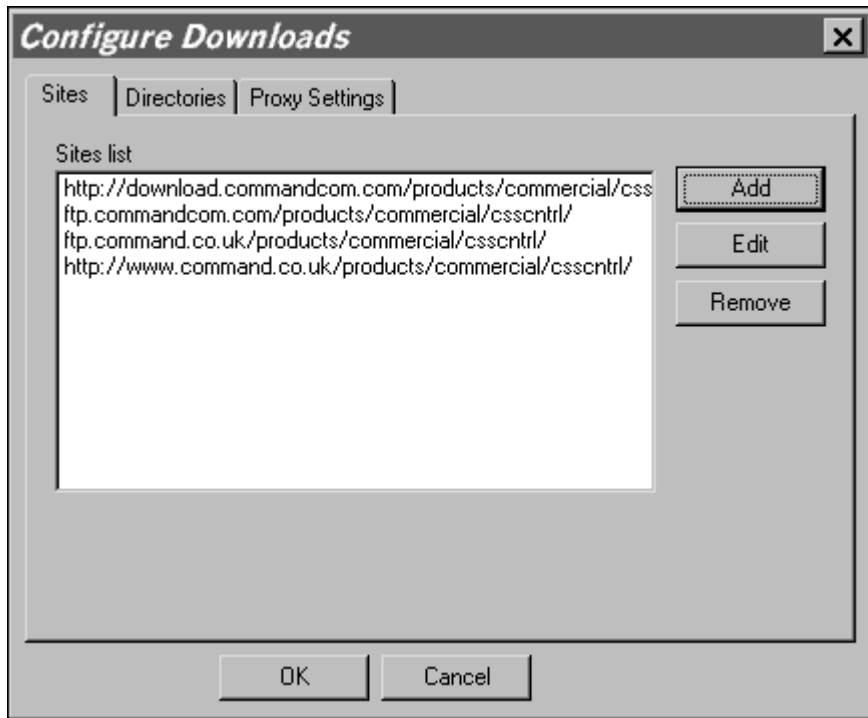 Configure Downloads
Sites
Directories
Proxy Settings
Sites list
http://download.commandcom.com/products/commercial/css
ftp.commandcom.com/products/commercial/csscntrl/
ftp.command.co.uk/products/commercial/csscntrl/
http://www.command.co.uk/products/commercial/csscntrl/
Add
Edit
Remove
OK
Cancel